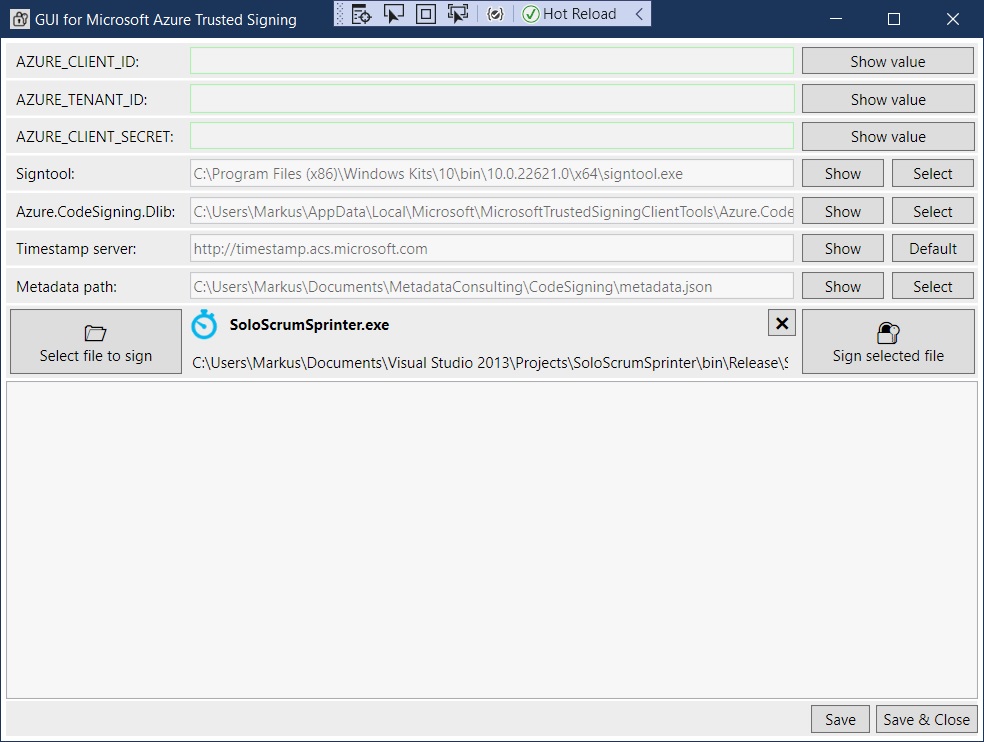 GUI for Microsoft Azure Trusted Signing
Hot Reload
AZURE_CLIENT_ID: Show value
AZURE_TENANT_ID: Show value
AZURE_CLIENT_SECRET: Show value
Signtool: C:\Program Files (x86)\Windows Kits\10\bin\10.0.22621.0\x64\signtool.exe Show Select
Azure.CodeSigning.Dlib: C:\Users\Markus\AppData\Local\Microsoft\MicrosoftTrustedSigningClientTools\Azure.Code Show Select
Timestamp server: http://timestamp.acs.microsoft.com Show Default
Metadata path: C:\Users\Markus\Documents\MetadataConsulting\CodeSigning\metadata.json Show Select
SoloScrumSprinter.exe
Select file to sign
C:\Users\Markus\Documents\Visual Studio 2013\Projects\SoloScrumSprinter\bin\Release\S
Sign selected file
Save Save & Close